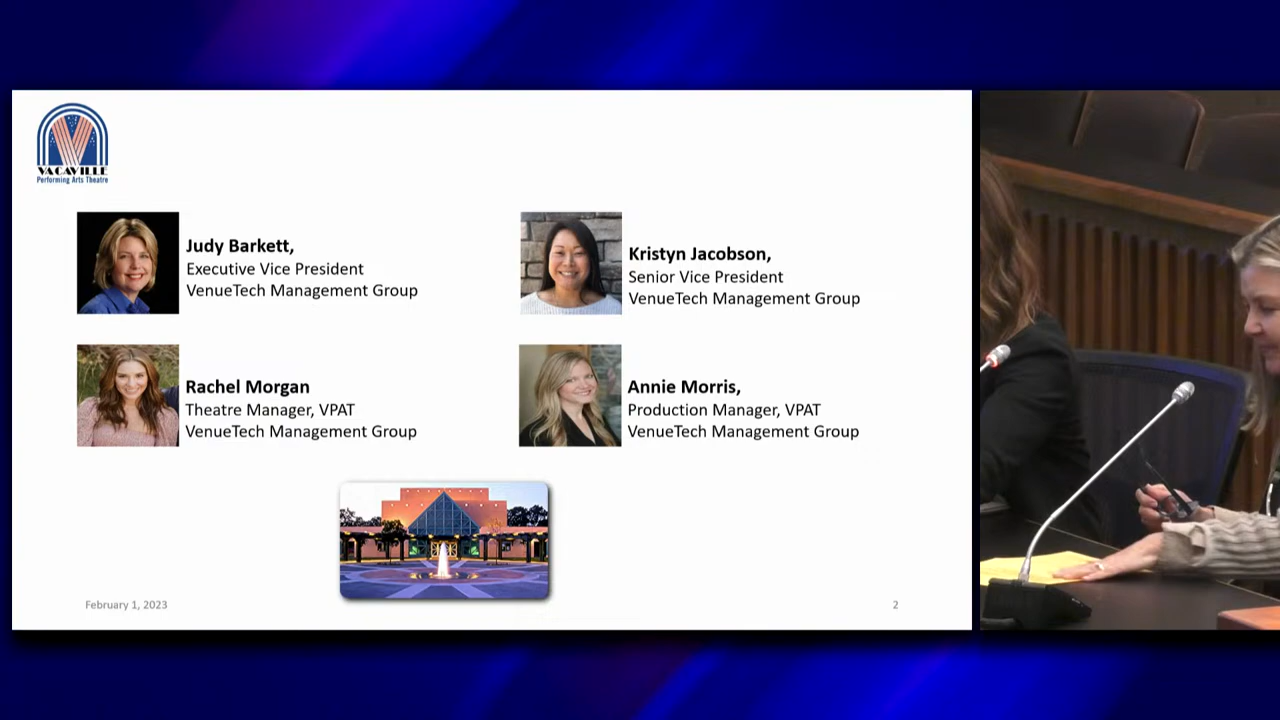 VACAVILLE
Performing Arts Theatre
Judy Barkett,
Executive Vice President
VenueTech Management Group
Kristyn Jacobson,
Senior Vice President
VenueTech Management Group
Rachel Morgan
Theatre Manager, VPAT
VenueTech Management Group
Annie Morris,
Production Manager, VPAT
VenueTech Management Group
February 1, 2023
2